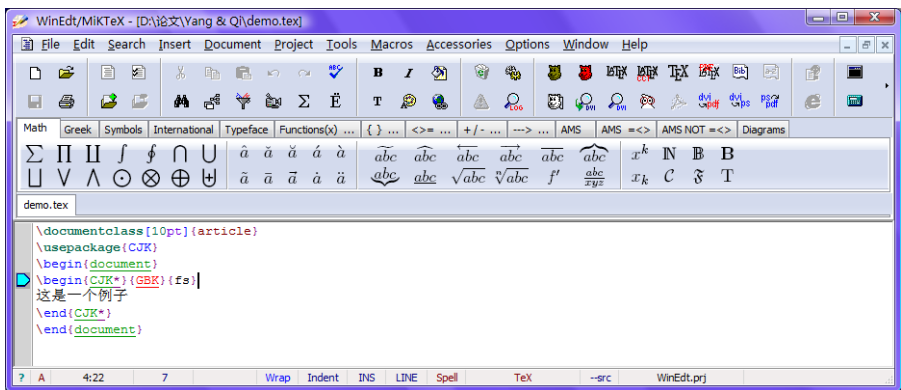 WinEdt/MiKTeX - [D:\论文\Yang & Qi\demo.tex]
File Edit Search Insert Document Project Tools Macros Accessories Options Window Help
Math Greek Symbols International Typeface Functions(x) ... { } ... <>= ... +/- ... ---> ... AMS AMS =<> AMS NOT =<> Diagrams
demo.tex
\documentclass[10pt]{article}
\usepackage{CJK}
\begin{document}
\begin{CJK*}{GBK}{fs}
这是一个例子
\end{CJK*}
\end{document}
? A 4:22 7 Wrap Indent INS LINE Spell TeX --src WinEdt.prj